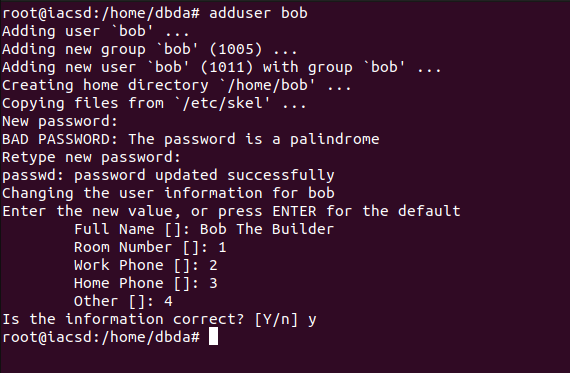 root@iacsd:/home/dbda# adduser bob
Adding user `bob' ...
Adding new group `bob' (1005) ...
Adding new user `bob' (1011) with group `bob' ...
Creating home directory `/home/bob' ...
Copying files from `/etc/skel' ...
New password:
BAD PASSWORD: The password is a palindrome
Retype new password:
passwd: password updated successfully
Changing the user information for bob
Enter the new value, or press ENTER for the default
        Full Name []: Bob The Builder
        Room Number []: 1
        Work Phone []: 2
        Home Phone []: 3
        Other []: 4
Is the information correct? [Y/n] y
root@iacsd:/home/dbda#